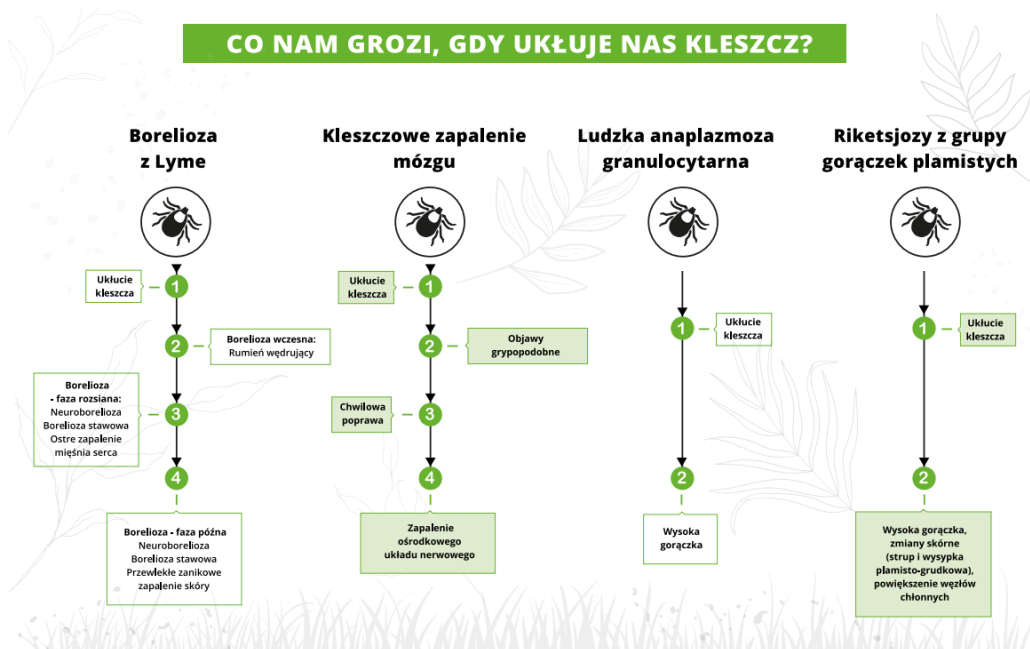 CO NAM GROZI, GDY UKŁUJE NAS KLESZCZ?
Borelioza
z Lyme
1
Ukłucie
kleszcza
2
Borelioza wczesna:
Rumień wędrujący
3
Borelioza
- faza rozsiana:
Neuroborelioza
Borelioza stawowa
Ostre zapalenie
mięśnia serca
4
Borelioza - faza późna
Neuroborelioza
Borelioza stawowa
Przewlekłe zanikowe
zapalenie skóry
Kleszczowe zapalenie
mózgu
1
Ukłucie
kleszcza
2
Objawy
grypopodobne
3
Chwilowa
poprawa
4
Zapalenie
ośrodkowego
układu nerwowego
Ludzka anaplazmoza
granulocytarna
1
Ukłucie
kleszcza
2
Wysoka
gorączka
Riketsjozy z grupy
gorączek plamistych
1
Ukłucie
kleszcza
2
Wysoka gorączka,
zmiany skórne
(strup i wysypka
plamisto-grudkowa),
powiększenie węzłów
chłonnych